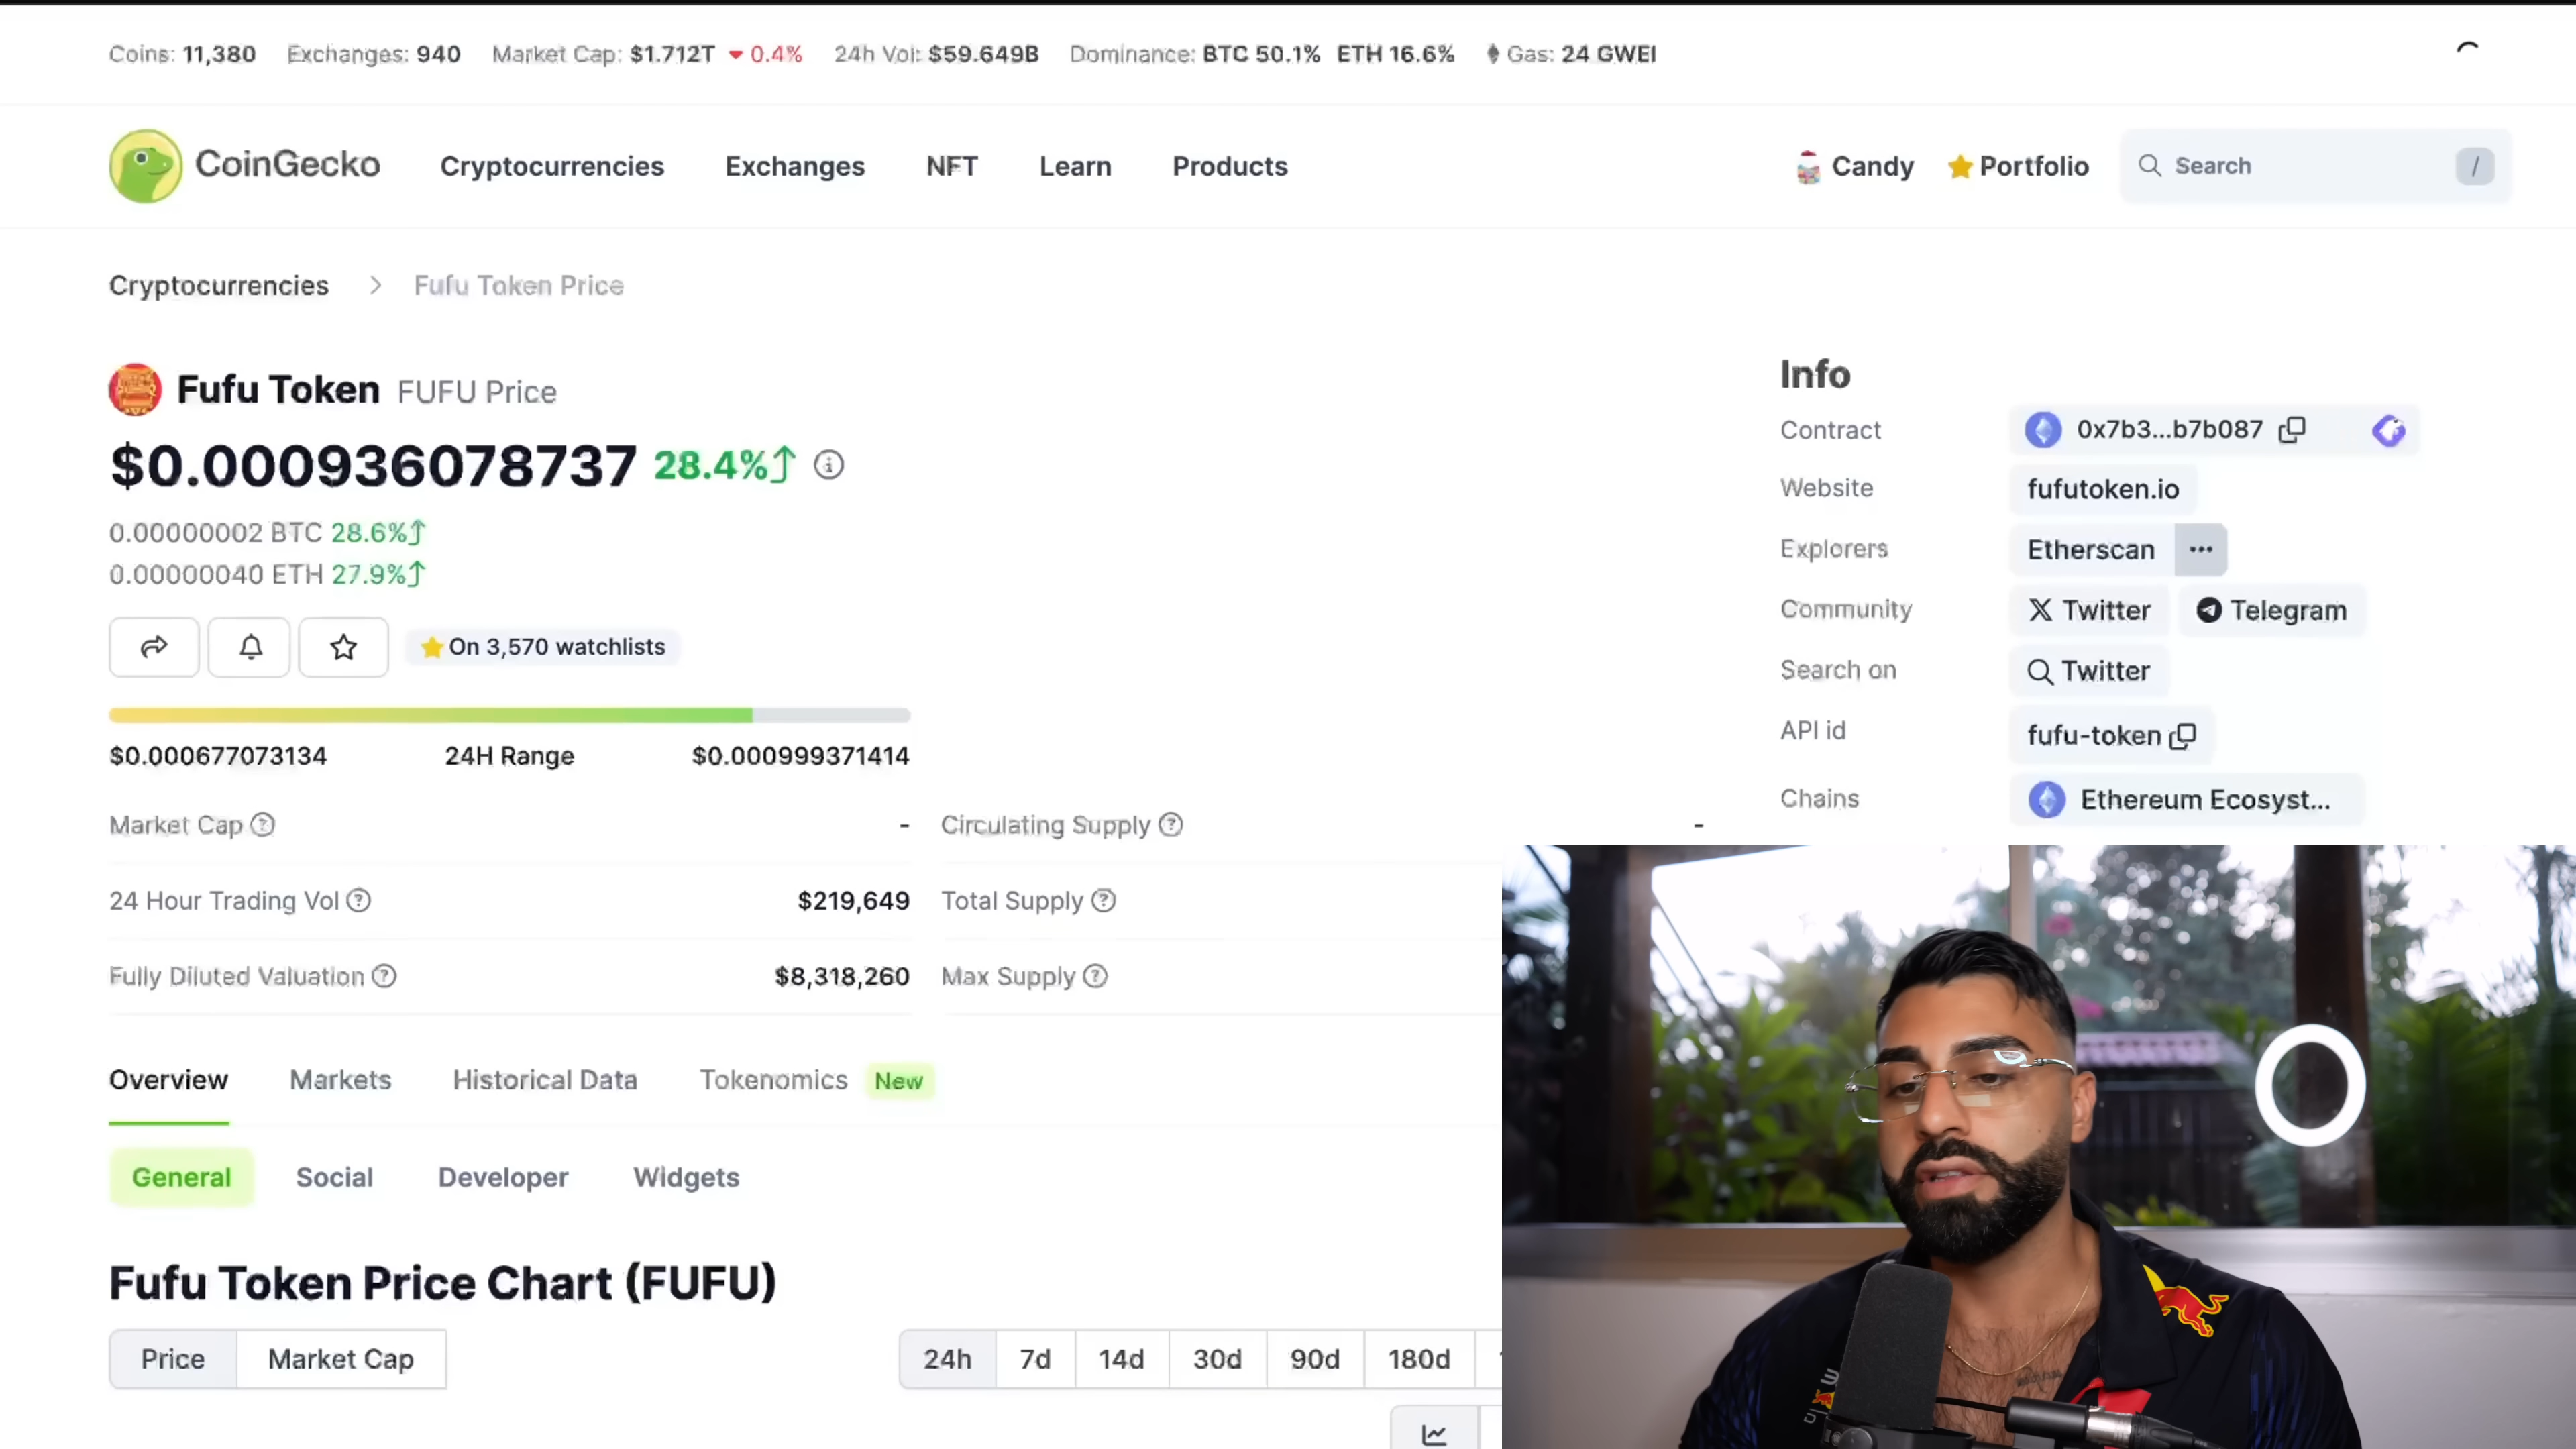 Coins: 11,380 Exchanges: 940 Market Cap: $1.712T 0.4% 24h Vol: $59.649B Dominance: BTC 50.1% ETH 16.6% Gas: 24 GWEI
CoinGecko Cryptocurrencies Exchanges NFT Learn Products Candy Portfolio Search /
Cryptocurrencies > Fufu Token Price
Fufu Token FUFU Price
$0.000936078737 28.4%
0.00000002 BTC 28.6%
0.00000040 ETH 27.9%
On 3,570 watchlists
$0.000677073134 24H Range $0.000999371414
Market Cap - Circulating Supply -
24 Hour Trading Vol $219,649 Total Supply
Fully Diluted Valuation $8,318,260 Max Supply
Overview Markets Historical Data Tokenomics New
General Social Developer Widgets
Fufu Token Price Chart (FUFU)
Price Market Cap 24h 7d 14d 30d 90d 180d
Info
Contract 0x7b3...b7b087
Website fufutoken.io
Explorers Etherscan ...
Community Twitter Telegram
Search on Twitter
API id fufu-token
Chains Ethereum Ecosyst...